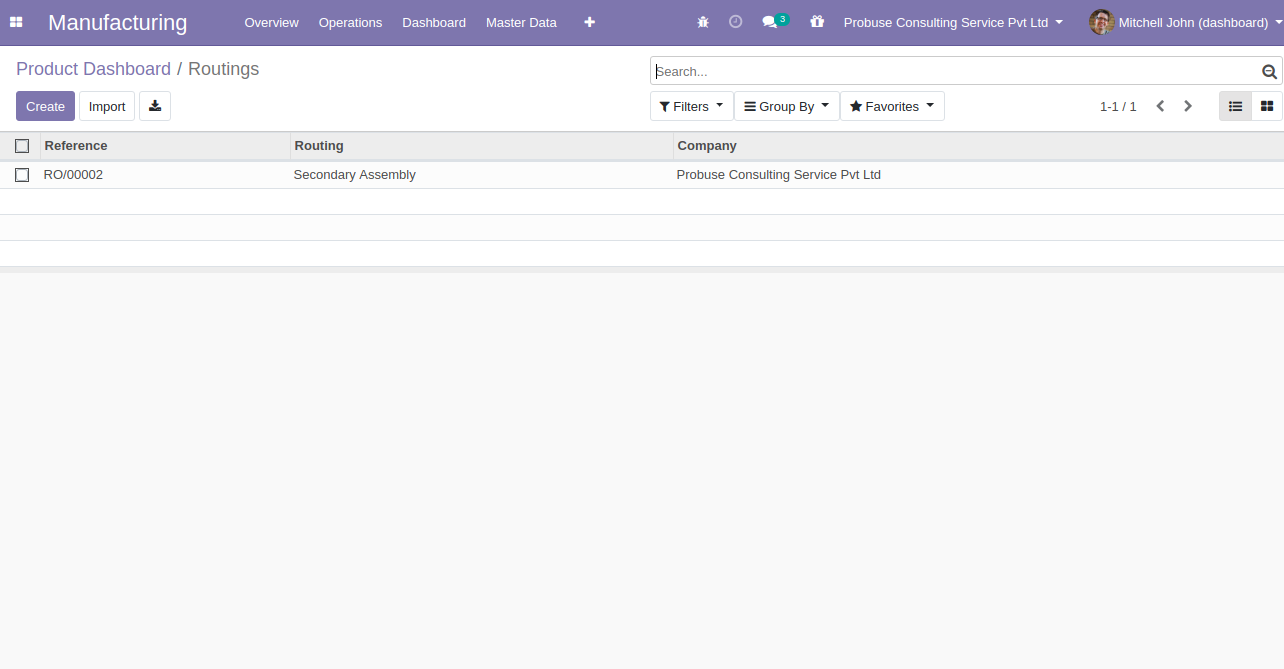 Manufacturing Overview Operations Dashboard Master Data 3 Probuse Consulting Service Pvt Ltd Mitchell John (dashboard)
Product Dashboard / Routings
Search...
Create Import Filters Group By Favorites 1-1 / 1
Reference Routing Company
RO/00002 Secondary Assembly Probuse Consulting Service Pvt Ltd